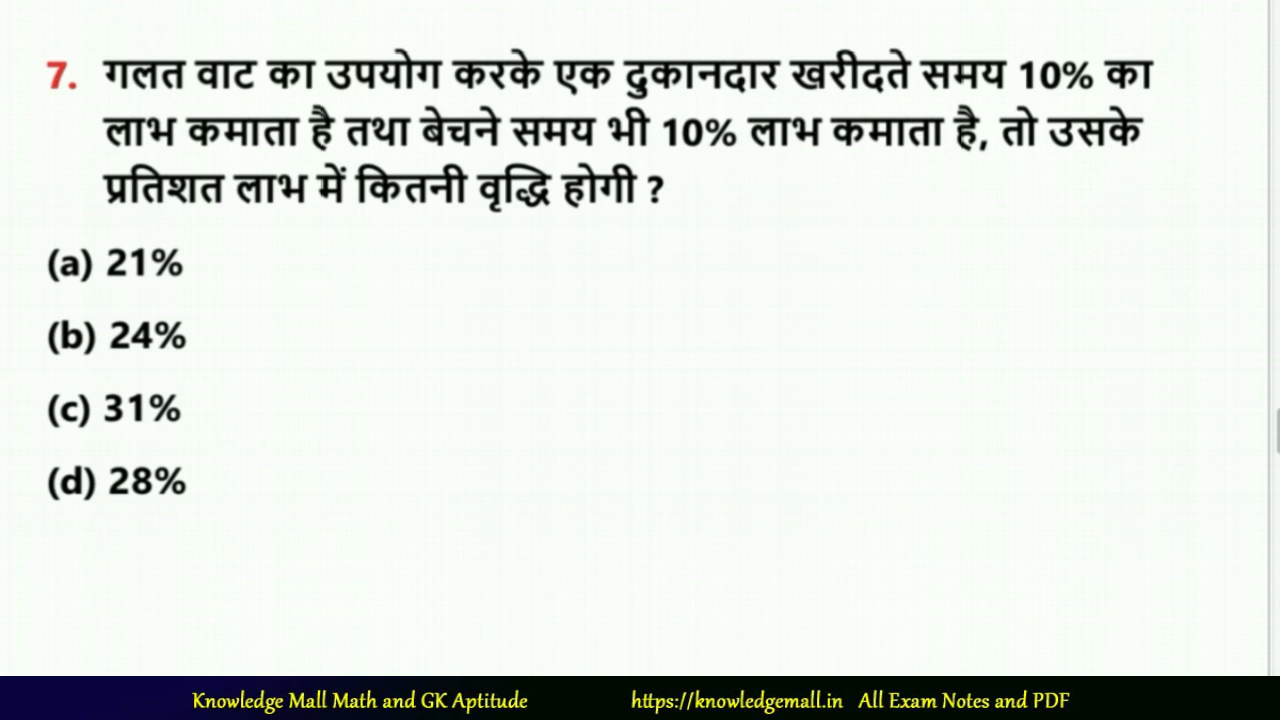 7. गलत वाट का उपयोग करके एक दुकानदार खरीदते समय 10% का
लाभ कमाता है तथा बेचने समय भी 10% लाभ कमाता है, तो उसके
प्रतिशत लाभ में कितनी वृद्धि होगी ?
(a) 21%
(b) 24%
(c) 31%
(d) 28%
Knowledge Mall Math and GK Aptitude https://knowledgemall.in All Exam Notes and PDF